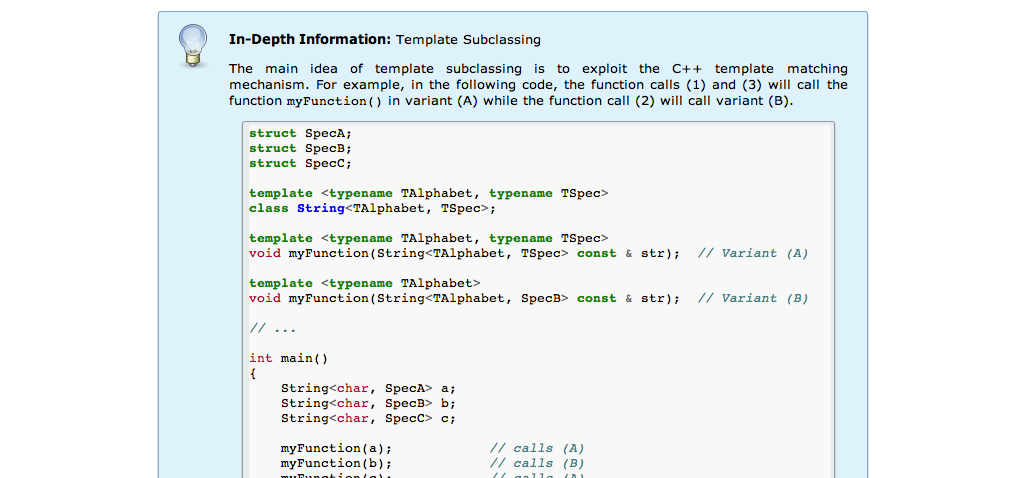 In-Depth Information: Template Subclassing
The main idea of template subclassing is to exploit the C++ template matching
mechanism. For example, in the following code, the function calls (1) and (3) will call the
function myFunction() in variant (A) while the function call (2) will call variant (B).
struct SpecA;
struct SpecB;
struct SpecC;
template <typename TAlphabet, typename TSpec>
class String<TAlphabet, TSpec>;
template <typename TAlphabet, typename TSpec>
void myFunction(String<TAlphabet, TSpec> const & str);  // Variant (A)
template <typename TAlphabet>
void myFunction(String<TAlphabet, SpecB> const & str);  // Variant (B)
// ...
int main()
{
    String<char, SpecA> a;
    String<char, SpecB> b;
    String<char, SpecC> c;
    myFunction(a);            // calls (A)
    myFunction(b);            // calls (B)